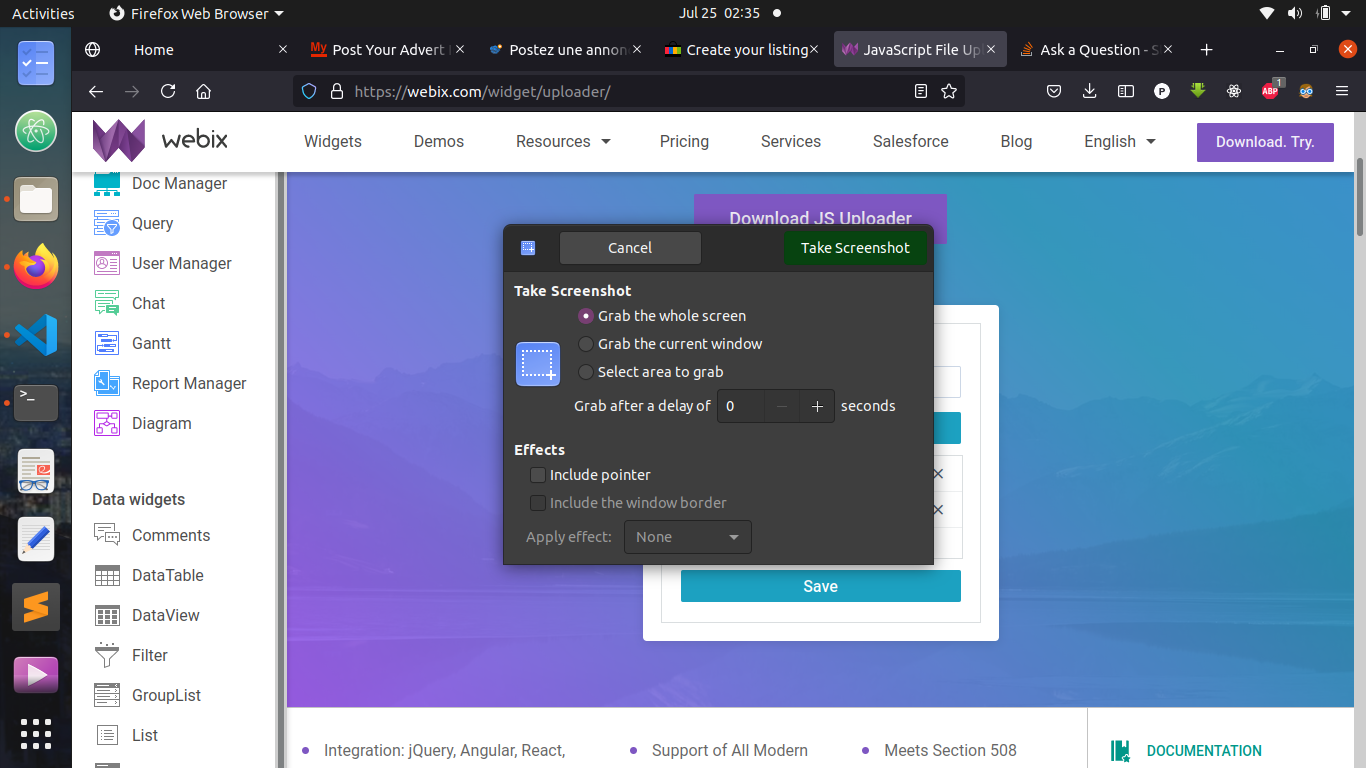 Activities
Firefox Web Browser
Jul 25 02:35
Home
My Post Your Advert
Postez une annon
Create your listing
JavaScript File Upl
Ask a Question - S
https://webix.com/widget/uploader/
P
ABP
1
webix
Widgets
Demos
Resources
Pricing
Services
Salesforce
Blog
English
Download. Try.
Doc Manager
Query
User Manager
Chat
Gantt
Report Manager
Diagram
Data widgets
Comments
DataTable
DataView
Filter
GroupList
List
Download JS Uploader
Cancel
Take Screenshot
Take Screenshot
Grab the whole screen
Grab the current window
Select area to grab
Grab after a delay of 0 − + seconds
Effects
Include pointer
Include the window border
Apply effect: None
Save
Integration: jQuery, Angular, React,
Support of All Modern
Meets Section 508
DOCUMENTATION